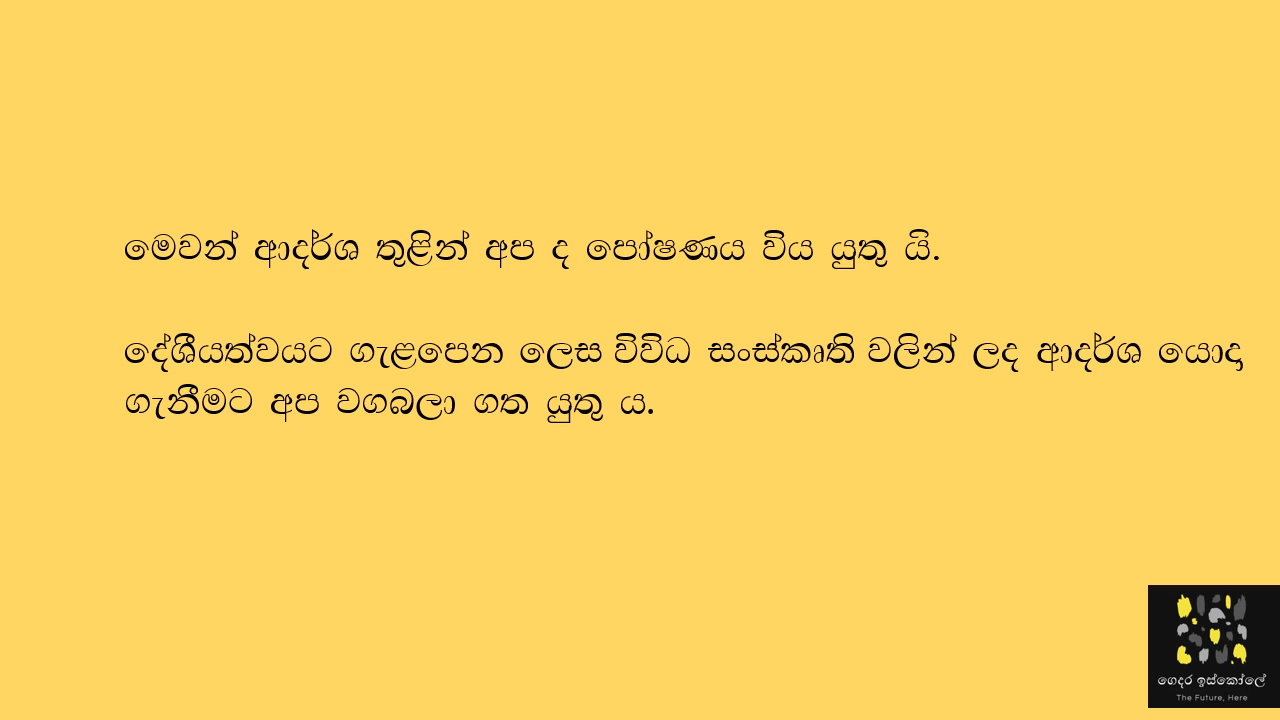 මෙවන් ආදර්ශ තුළින් අප ද පෝෂණය විය යුතු යි.
දේශීයත්වයට ගැළපෙන ලෙස විවිධ සංස්කෘති වලින් ලද ආදර්ශ යොදා
ගැනීමට අප වගබලා ගත යුතු ය.
ගෙදර ඉස්කෝලේ
The Future, Here